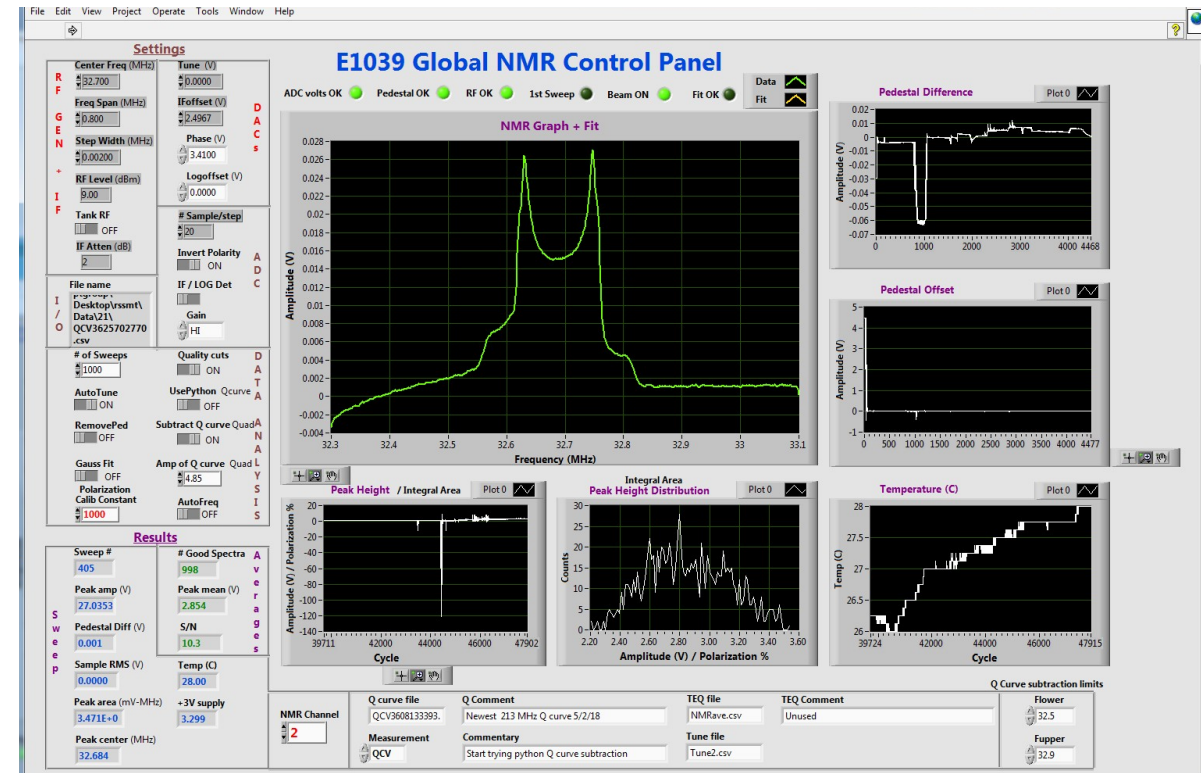 File Edit View Project Operate Tools Window Help
E1039 Global NMR Control Panel
Settings
Center Freq (MHz)
32.700
Freq Span (MHz)
0.800
Step Width (MHz)
0.00200
RF Level (dBm)
9.00
Tank RF
OFF
IF Atten (dB)
2
RF GEN + IF
Tune (V)
0.0000
IFoffset (V)
2.4967
Phase (V)
3.4100
Logoffset (V)
0.0000
DACs
# Sample/step
20
Invert Polarity
ON
IF / LOG Det
Gain
HI
ADC
I/O
File name
Desktop\rssmt\
Data\21\
QCV3625702770
.csv
# of Sweeps
1000
AutoTune
ON
RemovePed
OFF
Gauss Fit
OFF
Polarization
Calib Constant
1000
Quality cuts
ON
UsePython Qcurve
OFF
Subtract Q curve Quad
ON
Amp of Q curve Quad
4.85
AutoFreq
OFF
DATA ANALYSIS
Results
Sweep
Sweep #
405
Peak amp (V)
27.0353
Pedestal Diff (V)
0.001
Sample RMS (V)
0.0000
Peak area (mV-MHz)
3.471E+0
Peak center (MHz)
32.684
# Good Spectra
998
Peak mean (V)
2.854
S/N
10.3
Averages
Temp (C)
28.00
+3V supply
3.299
ADC volts OK Pedestal OK RF OK 1st Sweep Beam ON Fit OK
Data
Fit
NMR Graph + Fit
Amplitude (V)
0.028
0.026
0.024
0.022
0.02
0.018
0.016
0.014
0.012
0.01
0.008
0.006
0.004
0.002
0
-0.002
-0.004
32.3 32.4 32.5 32.6 32.7 32.8 32.9 33 33.1
Frequency (MHz)
Pedestal Difference
Plot 0
Amplitude (V)
0.02
0.01
0
-0.01
-0.02
-0.03
-0.04
-0.05
-0.06
-0.07
0 1000 2000 3000 4000 4468
Pedestal Offset
Plot 0
Amplitude (V)
5
4
3
2
1
0
-1
0 500 1000 1500 2000 2500 3000 3500 4477
Peak Height / Integral Area
Plot 0
Amplitude (V) / Polarization %
20
0
-20
-40
-60
-80
-100
-120
-140
39711 42000 44000 46000 47902
Cycle
Integral Area
Peak Height Distribution
Plot 0
Counts
30
25
20
15
10
5
0
2.20 2.40 2.60 2.80 3.00 3.20 3.40 3.60
Amplitude (V) / Polarization %
Temperature (C)
Plot 0
Temp (C)
28
27.5
27
26.5
26
39724 42000 44000 46000 47915
Cycle
NMR Channel
2
Q curve file
QCV3608133393.
Measurement
QCV
Q Comment
Newest 213 MHz Q curve 5/2/18
Commentary
Start trying python Q curve subtraction
TEQ file
NMRave.csv
Tune file
Tune2.csv
TEQ Comment
Unused
Q Curve subtraction limits
Flower
32.5
Fupper
32.9